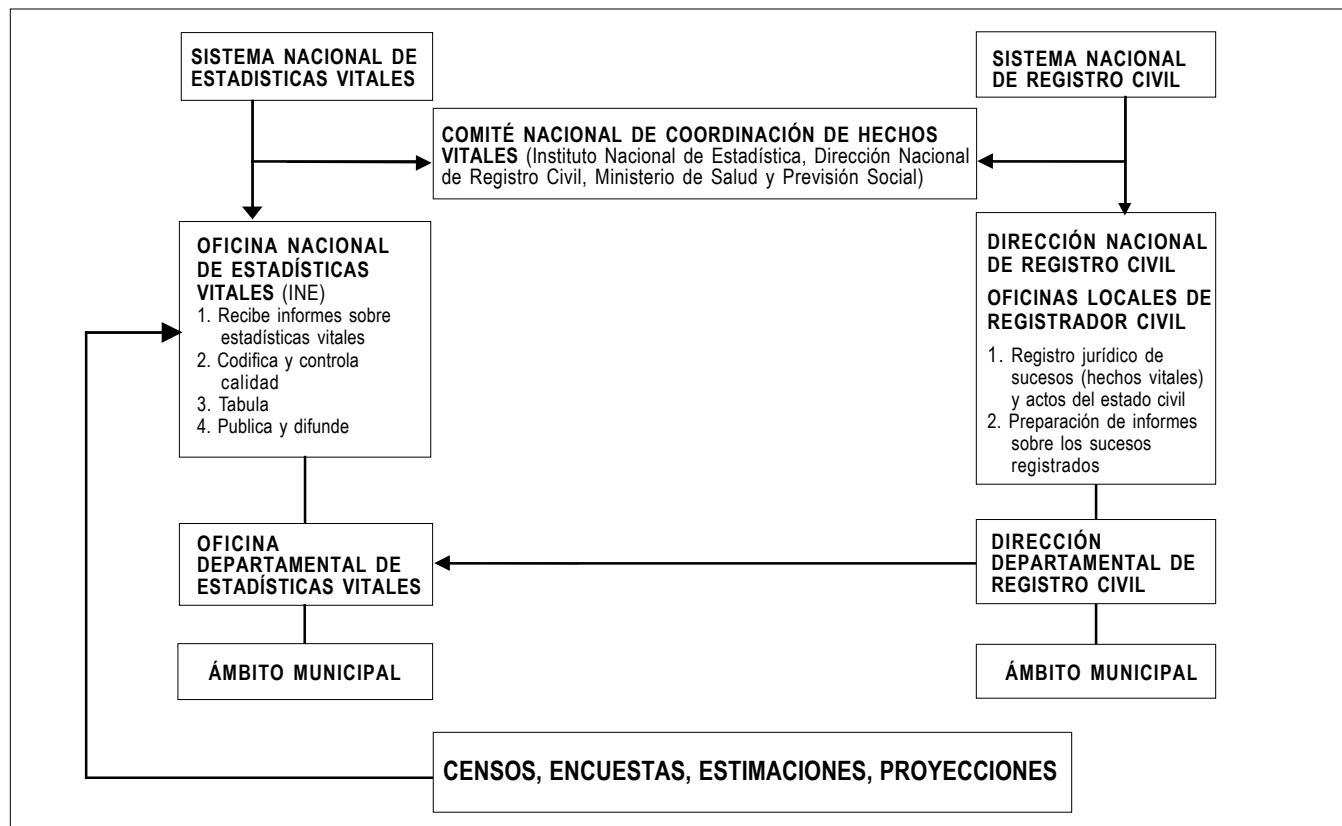 SISTEMA NACIONAL DE
ESTADISTICAS VITALES
SISTEMA NACIONAL
DE REGISTRO CIVIL
COMITÉ NACIONAL DE COORDINACIÓN DE HECHOS
VITALES (Instituto Nacional de Estadística, Dirección Nacional
de Registro Civil, Ministerio de Salud y Previsión Social)
OFICINA NACIONAL
DE ESTADÍSTICAS
VITALES (INE)
1. Recibe informes sobre
estadísticas vitales
2. Codifica y controla
calidad
3. Tabula
4. Publica y difunde
DIRECCIÓN NACIONAL
DE REGISTRO CIVIL
OFICINAS LOCALES DE
REGISTRADOR CIVIL
1. Registro jurídico de
sucesos (hechos vitales)
y actos del estado civil
2. Preparación de informes
sobre los sucesos
registrados
OFICINA
DEPARTAMENTAL DE
ESTADÍSTICAS VITALES
DIRECCIÓN
DEPARTAMENTAL DE
REGISTRO CIVIL
ÁMBITO MUNICIPAL
ÁMBITO MUNICIPAL
CENSOS, ENCUESTAS, ESTIMACIONES, PROYECCIONES